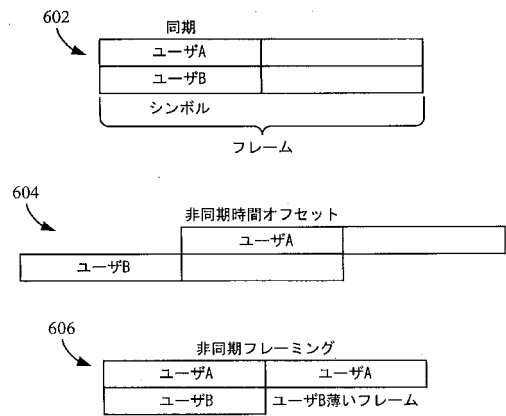 602
同期
ユーザA
ユーザB
シンボル
フレーム
604
非同期時間オフセット
ユーザA
ユーザB
606
非同期フレーミング
ユーザA ユーザA
ユーザB ユーザB薄いフレーム